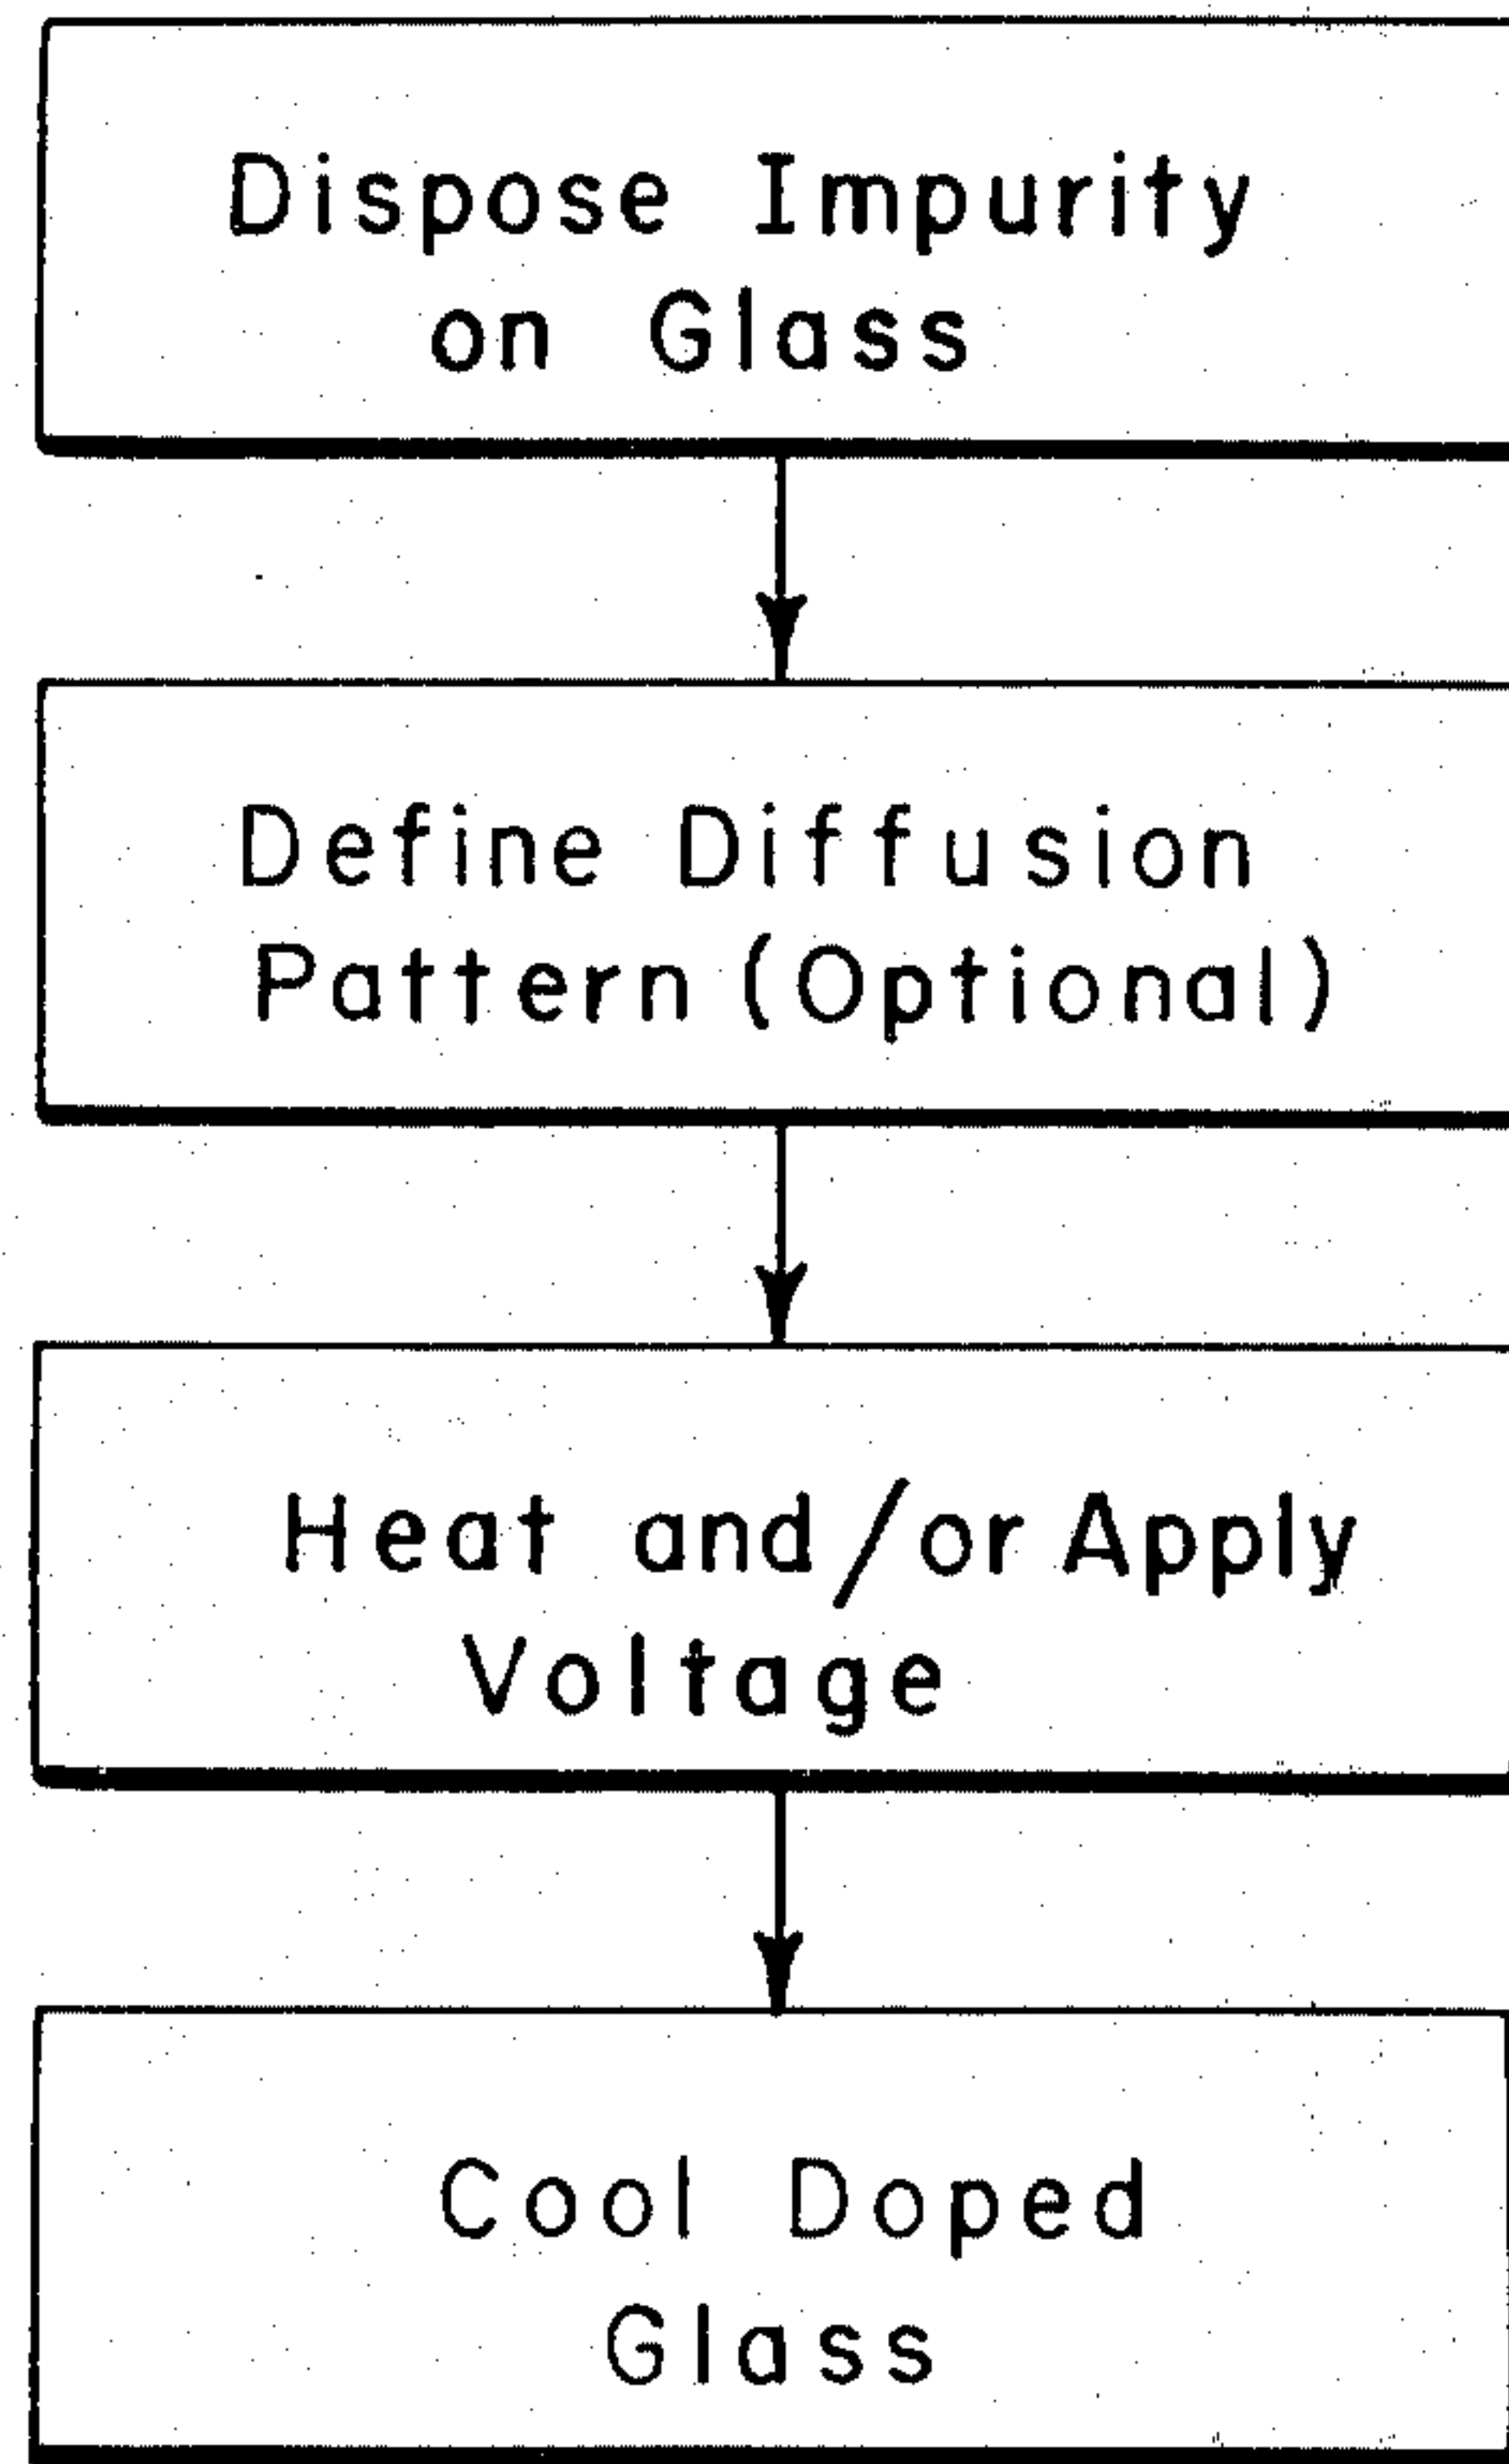 Dispose Impurity
on Glass
Define Diffusion
Pattern (Optional)
Heat and/or Apply
Voltage
Cool Doped
Glass